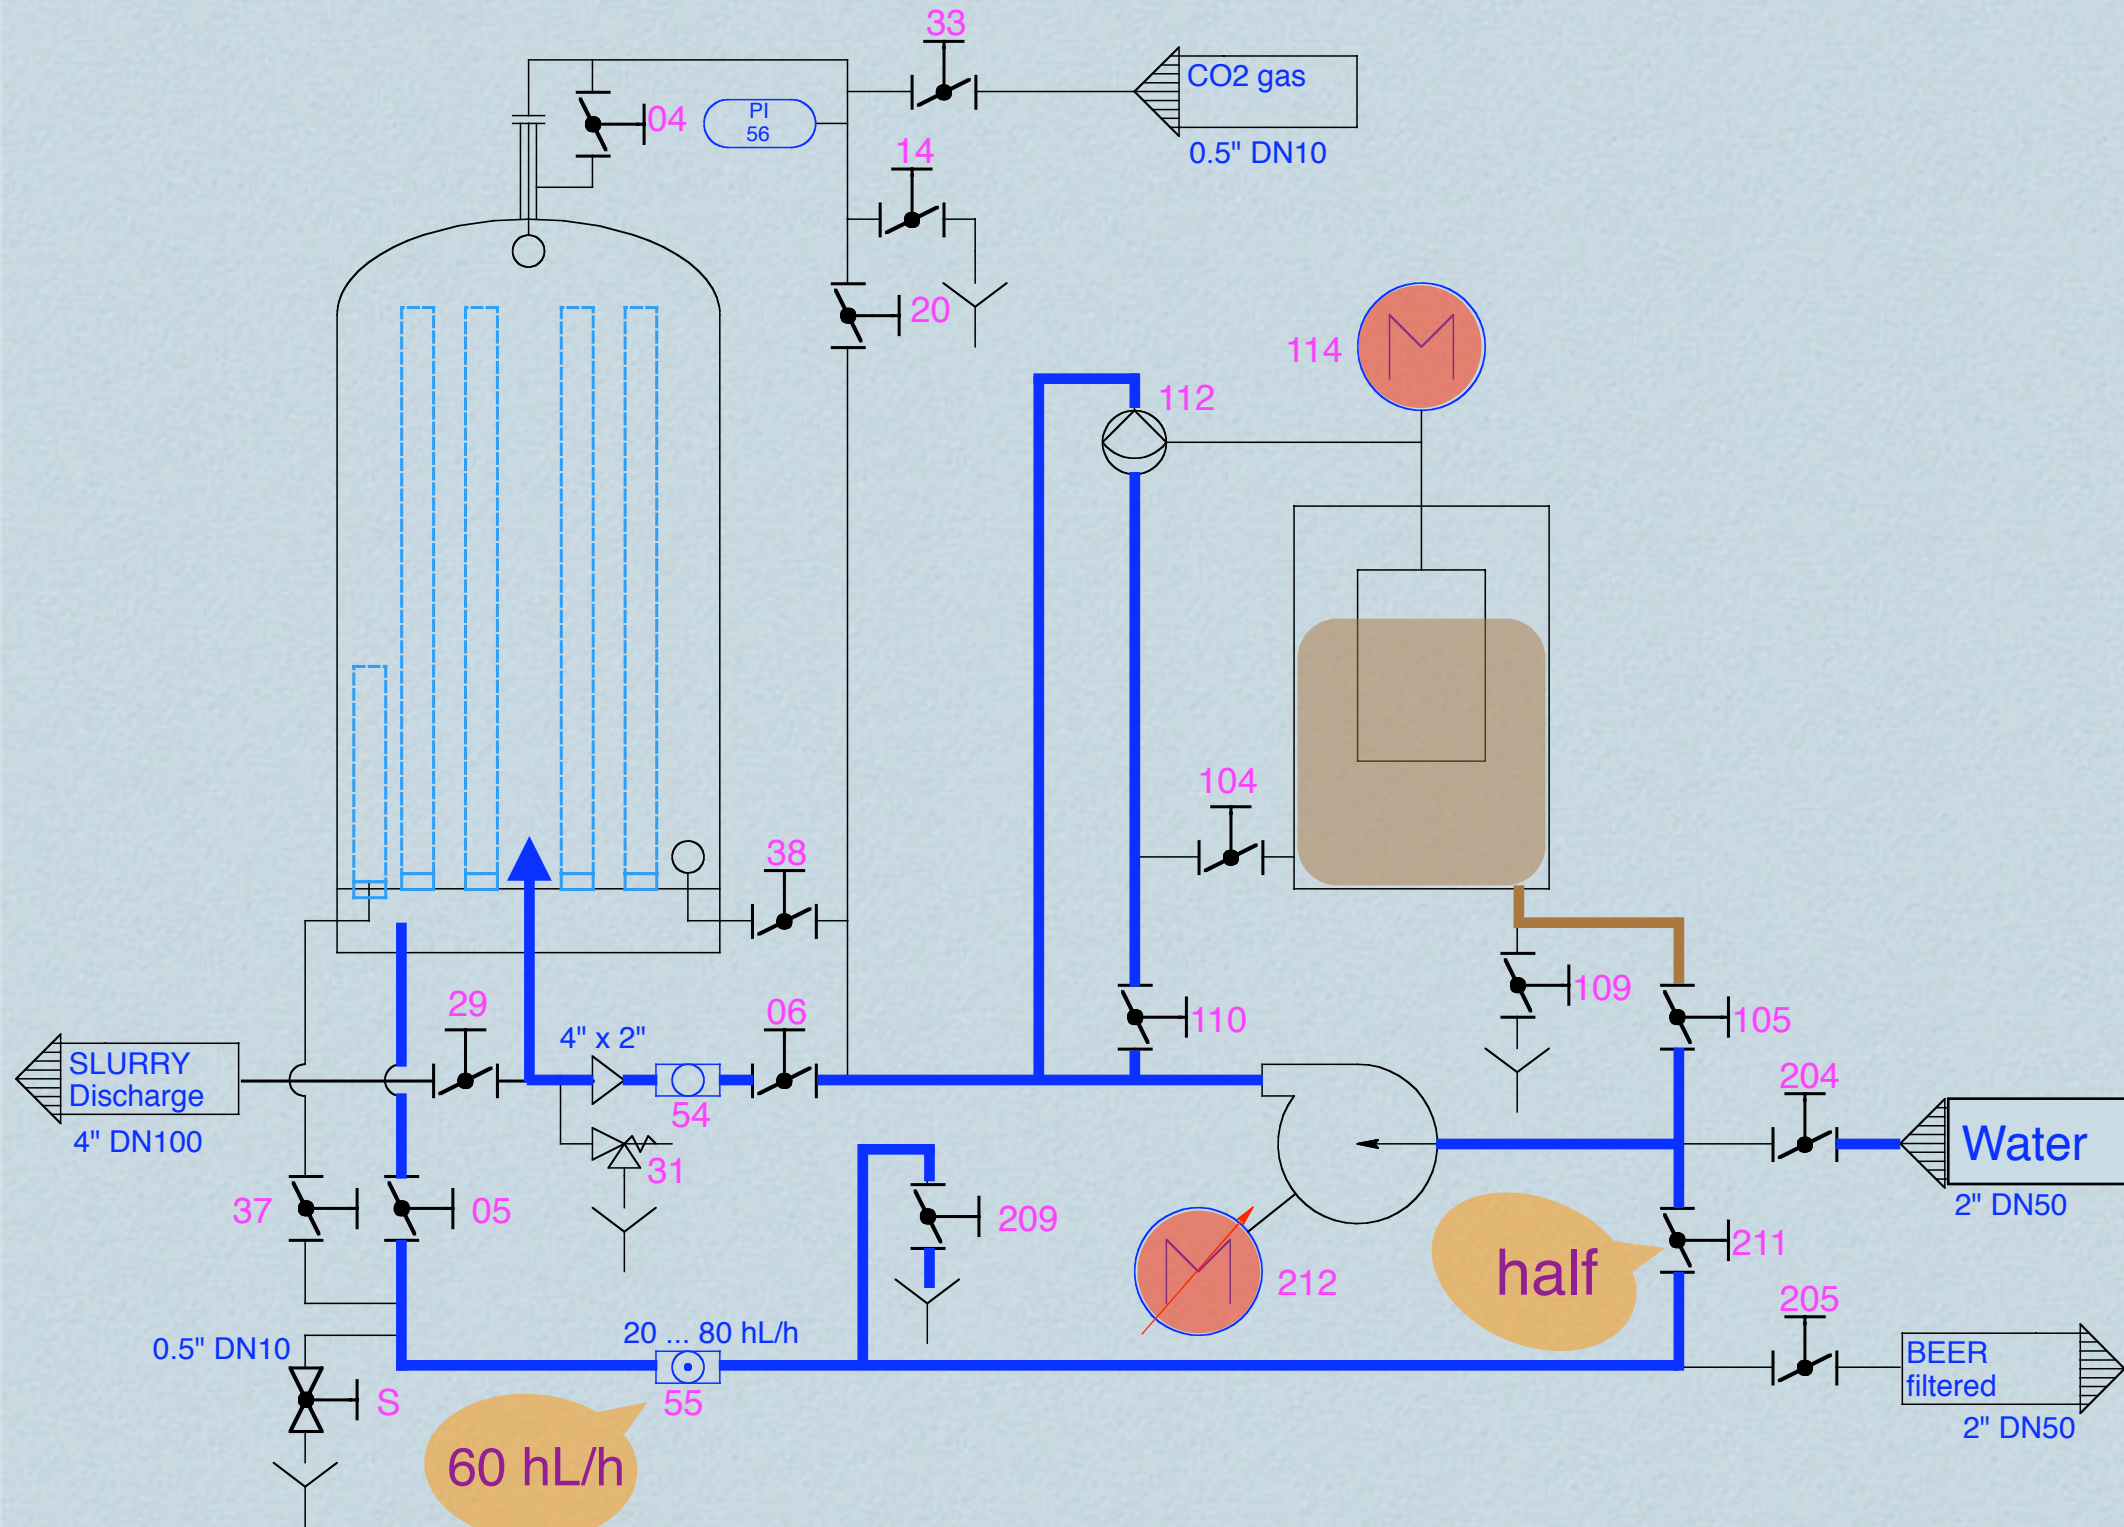 33
CO2 gas
04
PI
56
14
0.5" DN10
20
M
114
112
104
38
29
06
109
105
110
4" x 2"
SLURRY
Discharge
54
204
4" DN100
Water
31
2" DN50
37
05
209
211
half
M
212
205
20 ... 80 hL/h
0.5" DN10
BEER
filtered
S
55
2" DN50
60 hL/h